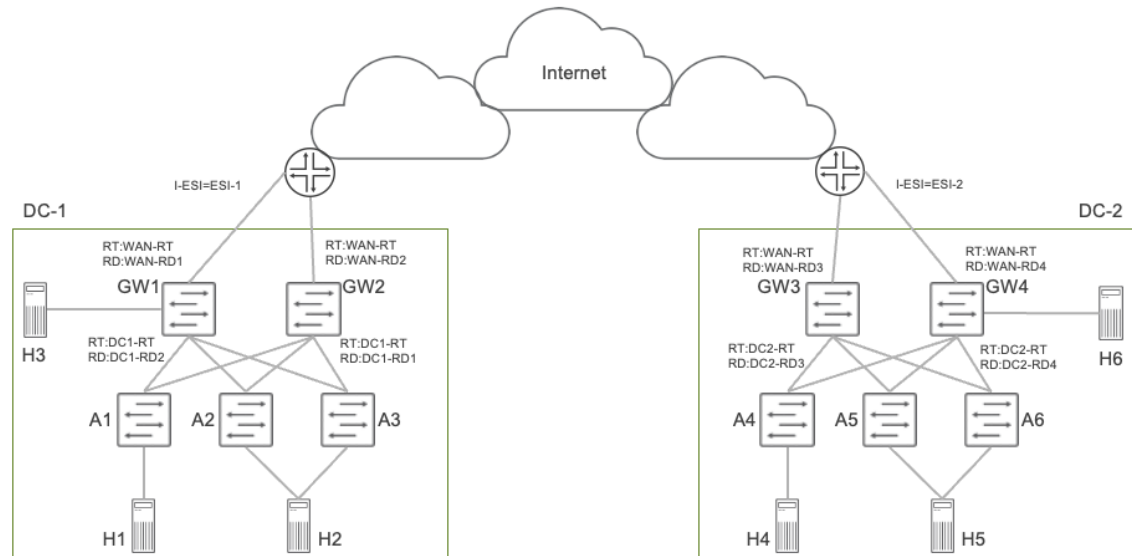 Internet
I-ESI=ESI-1
I-ESI=ESI-2
DC-1
DC-2
RT:WAN-RT
RD:WAN-RD1
RT:WAN-RT
RD:WAN-RD2
RT:WAN-RT
RD:WAN-RD3
RT:WAN-RT
RD:WAN-RD4
GW1
GW2
GW3
GW4
H3
H6
RT:DC1-RT
RD:DC1-RD2
RT:DC1-RT
RD:DC1-RD1
RT:DC2-RT
RD:DC2-RD3
RT:DC2-RT
RD:DC2-RD4
A1
A2
A3
A4
A5
A6
H1
H2
H4
H5